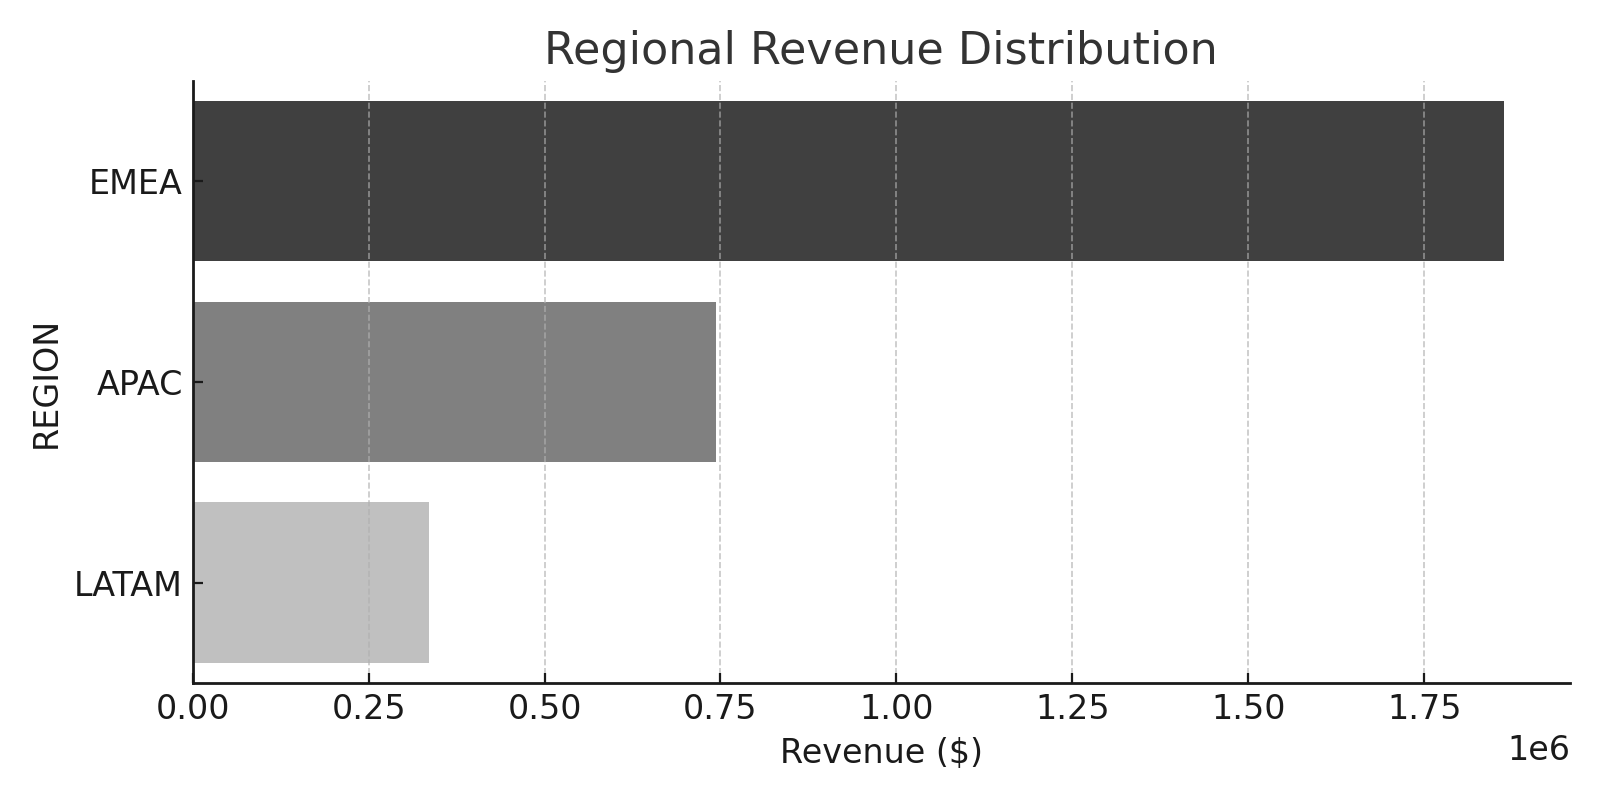 Regional Revenue Distribution
EMEA
APAC
LATAM
REGION
0.00 0.25 0.50 0.75 1.00 1.25 1.50 1.75
Revenue ($)
1e6